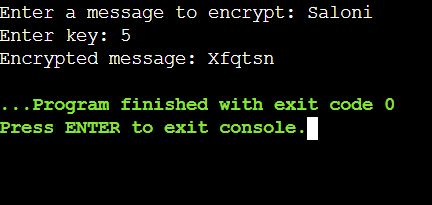 Enter a message to encrypt: Saloni
Enter key: 5
Encrypted message: Xfqtsn
...Program finished with exit code 0
Press ENTER to exit console.